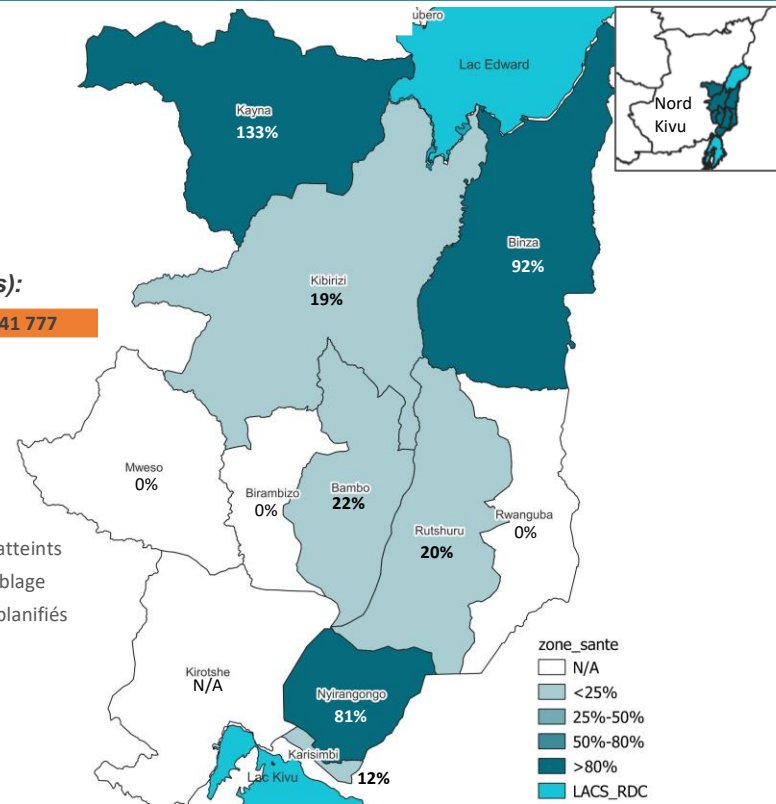 ubero
Lac Edward
Nord
Kivu
Kayna
133%
Binza
92%
Kibirizi
19%
s):
41 777
Mweso
0%
Birambizo
0%
Bambo
22%
Rwanguba
0%
Rutshuru
20%
atteints
blage
planifiés
Kirotshe
N/A
Nyirangongo
81%
Karisimbi
12%
Lac Kivu
zone_sante
N/A
<25%
25%-50%
50%-80%
>80%
LACS_RDC